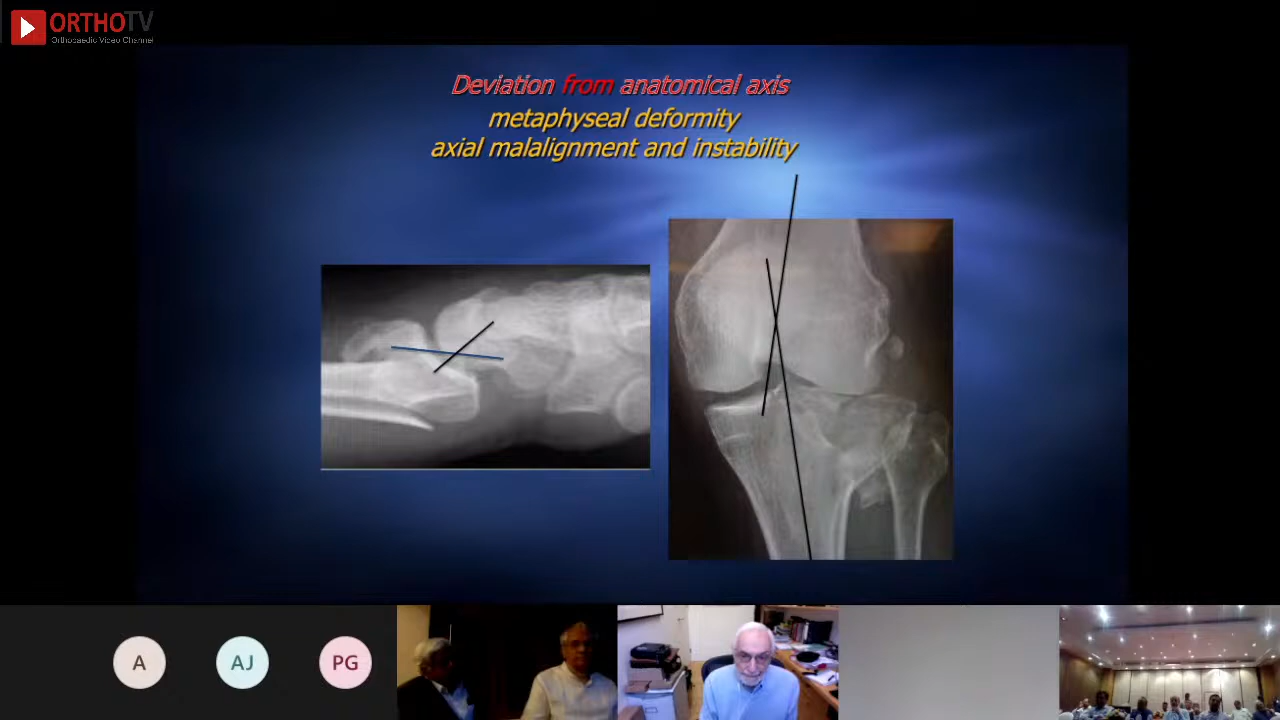 ORTHOTV
Orthopaedic Video Channel
Deviation from anatomical axis
metaphyseal deformity
axial malalignment and instability
A
AJ
PG